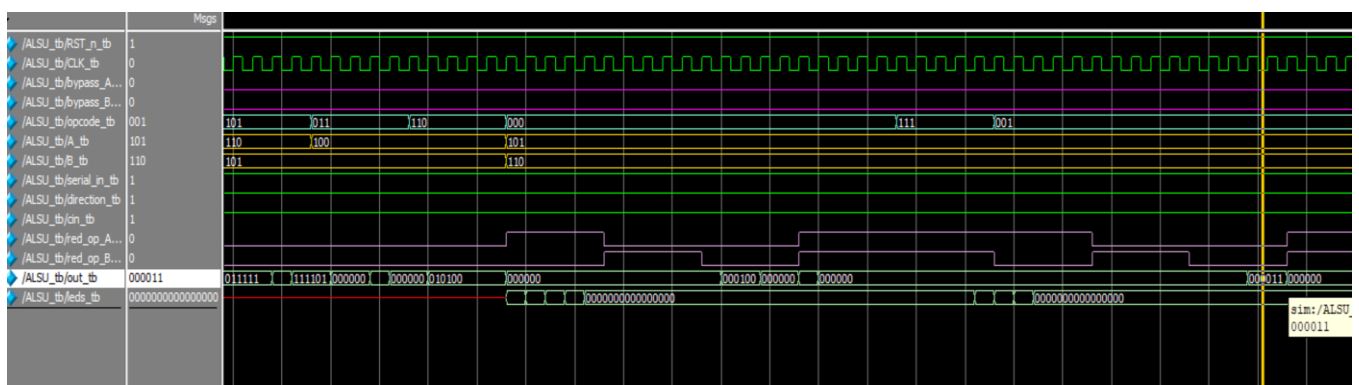 Msgs
/ALSU_tb/RST_n_tb 1
/ALSU_tb/CLK_tb 0
/ALSU_tb/bypass_A... 0
/ALSU_tb/bypass_B... 0
/ALSU_tb/opcode_tb 001 101 011 110 000 111 001
/ALSU_tb/A_tb 101 110 100 101
/ALSU_tb/B_tb 110 101 110
/ALSU_tb/serial_in_tb 1
/ALSU_tb/direction_tb 1
/ALSU_tb/cin_tb 1
/ALSU_tb/red_op_A... 0
/ALSU_tb/red_op_B... 0
/ALSU_tb/out_tb 000011 011111 111101 000000 000000 010100 000000 000100 000000 000000 000011 000000
/ALSU_tb/leds_tb 0000000000000000 0000000000000000 0000000000000000
sim:/ALSU_
000011